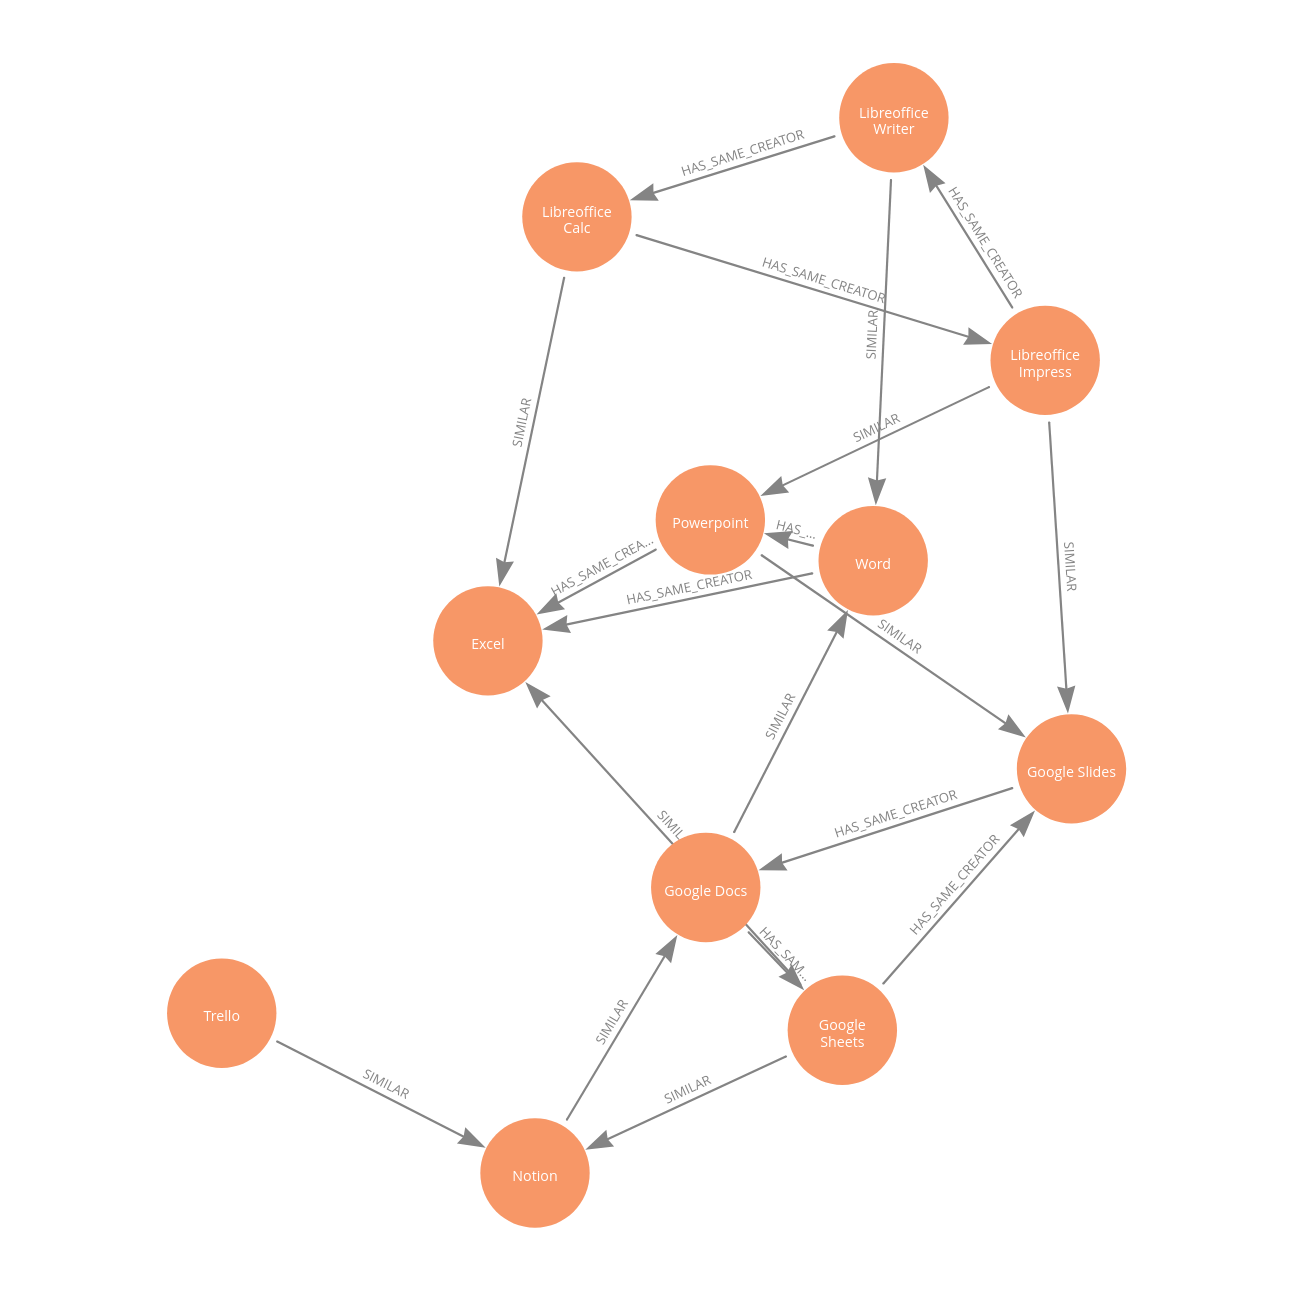 Libreoffice
Writer
HAS_SAME_CREATOR
Libreoffice
Calc
HAS_SAME_CREATOR
HAS_SAME_CREATOR
SIMILAR
Libreoffice
Impress
SIMILAR
SIMILAR
Powerpoint
HAS_...
Word
HAS_SAME_CREA...
HAS_SAME_CREATOR
SIMILAR
SIMILAR
Excel
SIMILAR
Google Slides
HAS_SAME_CREATOR
SIMIL
Google Docs
HAS_SAME_CREATOR
HAS_SAM...
Trello
Google
Sheets
SIMILAR
SIMILAR
SIMILAR
Notion